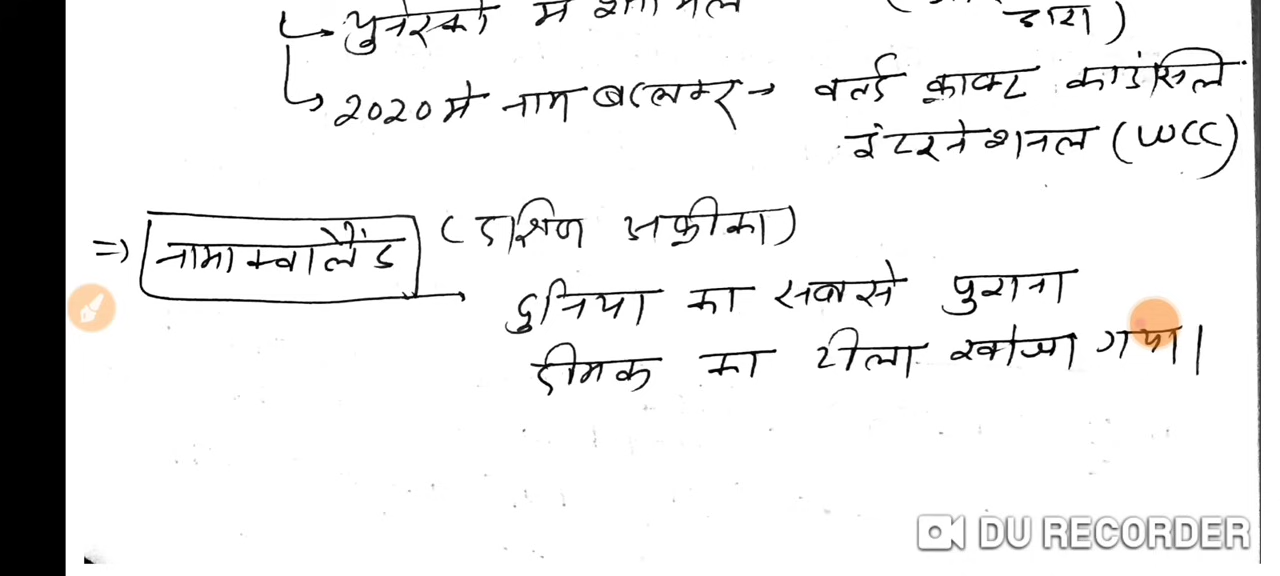 युनेस्को में शामिल
द्वारा)
2020 में नाम बदलकर → वर्ल्ड क्राफ्ट काउंसिल
इंटरनेशनल (WCC)
⇒ नामाक्वालैंड (दक्षिण अफ्रीका)
दुनिया का सबसे पुराना
दीमक का टीला खोजा गया।
DU RECORDER